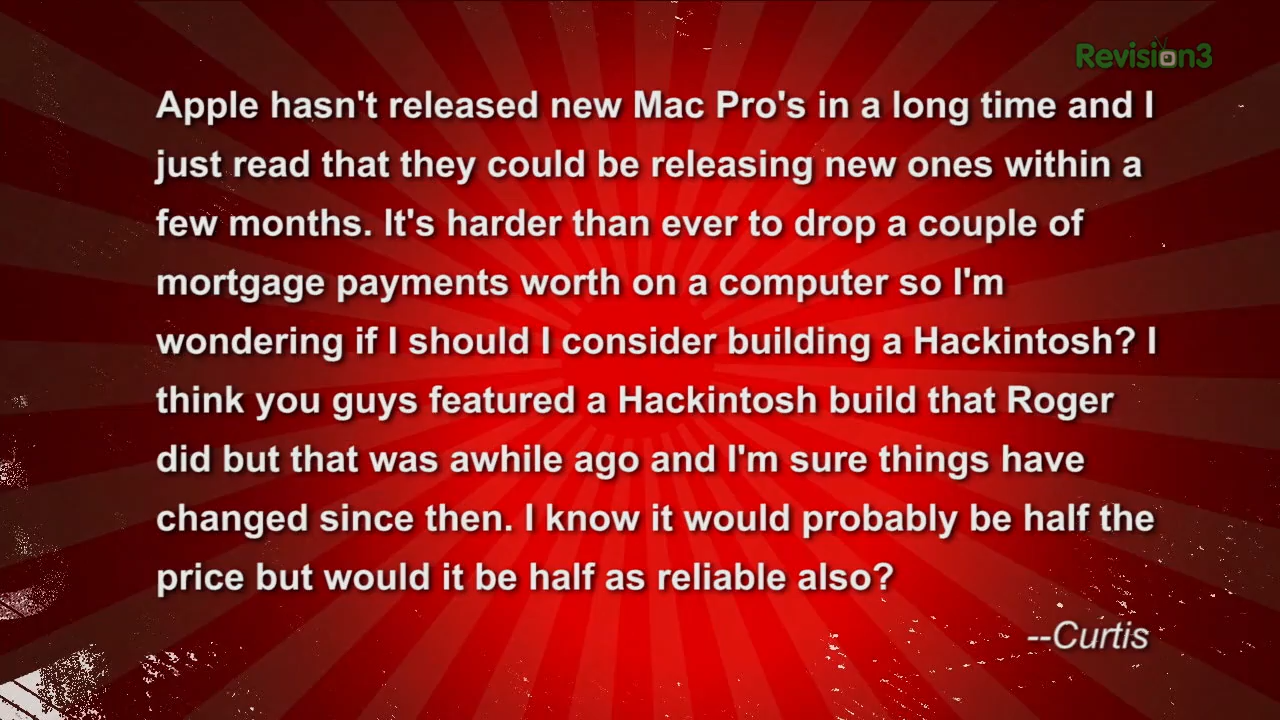 Revision3
Apple hasn't released new Mac Pro's in a long time and I
just read that they could be releasing new ones within a
few months. It's harder than ever to drop a couple of
mortgage payments worth on a computer so I'm
wondering if I should I consider building a Hackintosh? I
think you guys featured a Hackintosh build that Roger
did but that was awhile ago and I'm sure things have
changed since then. I know it would probably be half the
price but would it be half as reliable also?
--Curtis